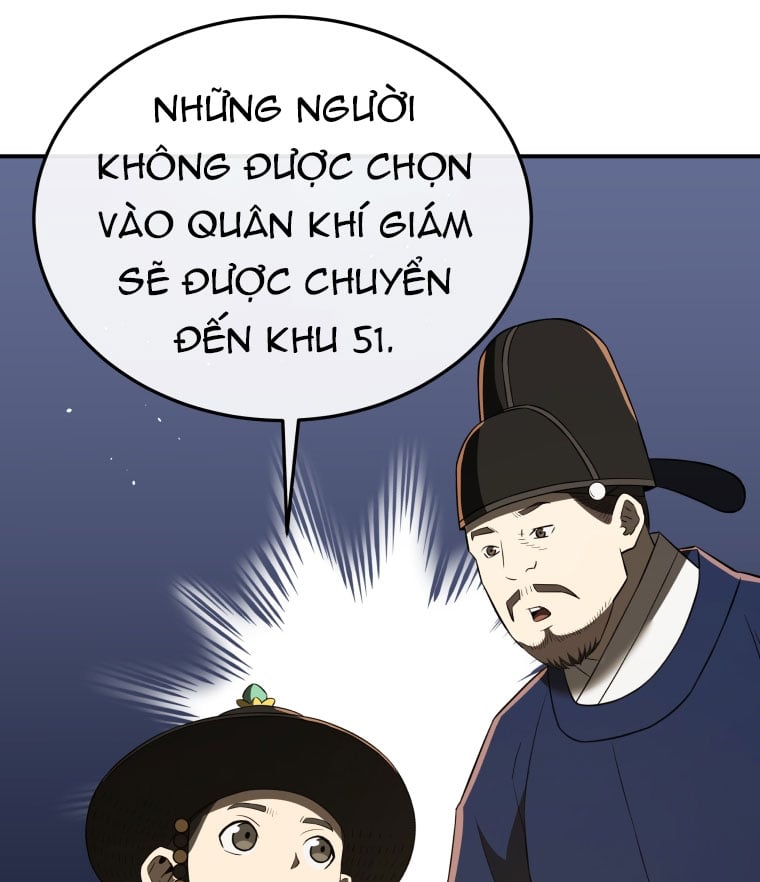 NHỮNG NGƯỜI
KHÔNG ĐƯỢC CHỌN
VÀO QUÂN KHÍ GIÁM
SẼ ĐƯỢC CHUYỂN
ĐẾN KHU 51.